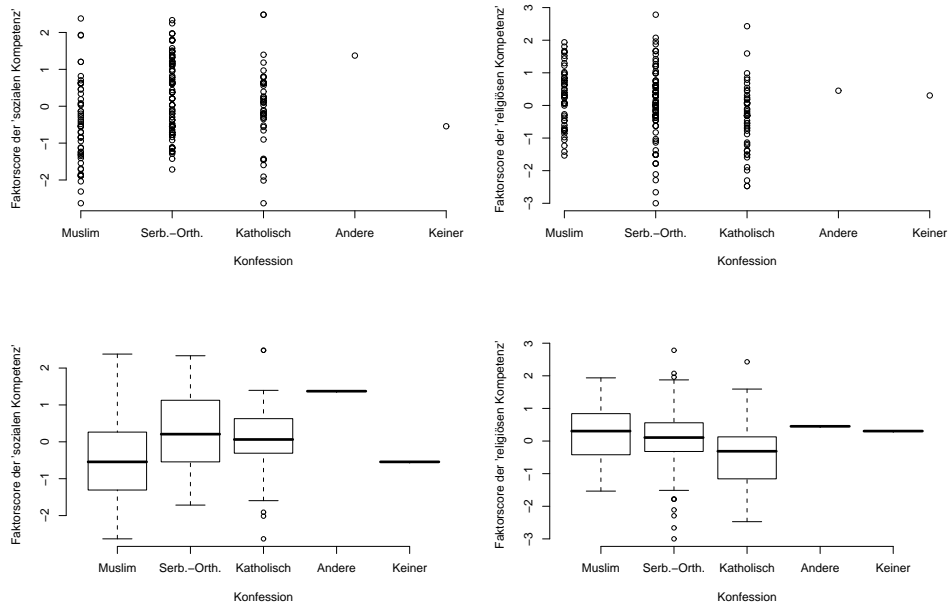 Faktorscore der 'sozialen Kompetenz'
2
1
0
−1
−2
Muslim Serb.−Orth. Katholisch Andere Keiner
Konfession
Faktorscore der 'religiösen Kompetenz'
3
2
1
0
−1
−2
−3
Muslim Serb.−Orth. Katholisch Andere Keiner
Konfession
Faktorscore der 'sozialen Kompetenz'
2
1
0
−1
−2
Muslim Serb.−Orth. Katholisch Andere Keiner
Konfession
Faktorscore der 'religiösen Kompetenz'
3
2
1
0
−1
−2
−3
Muslim Serb.−Orth. Katholisch Andere Keiner
Konfession